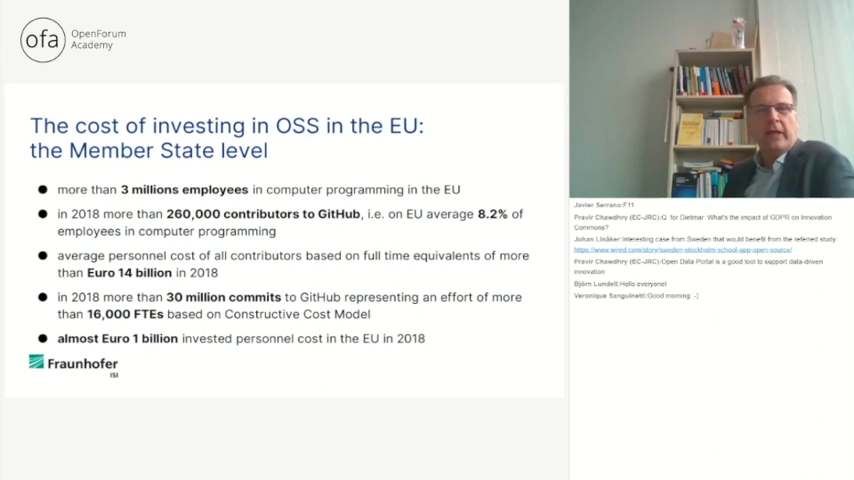 ofa
OpenForum
Academy
The cost of investing in OSS in the EU:
the Member State level
more than 3 millions employees in computer programming in the EU
in 2018 more than 260,000 contributors to GitHub, i.e. on EU average 8.2% of
employees in computer programming
average personnel cost of all contributors based on full time equivalents of more
than Euro 14 billion in 2018
in 2018 more than 30 million commits to GitHub representing an effort of more
than 16,000 FTEs based on Constructive Cost Model
almost Euro 1 billion invested personnel cost in the EU in 2018
Fraunhofer
ISI
Javier Serrano:F11
Pravir Chawdhry (EC-JRC):Q for Dietmar: What's the impact of GDPR on Innovation
Commons?
Johan Linåker:Interesting case from Sweden that would benefit from the referred study:
https://www.wired.com/story/sweden-stockholm-school-app-open-source/
Pravir Chawdhry (EC-JRC):Open Data Portal is a good tool to support data-driven
innovation
Björn Lundell:Hello everyone!
Veronique Sanguinetti:Good morning :-)